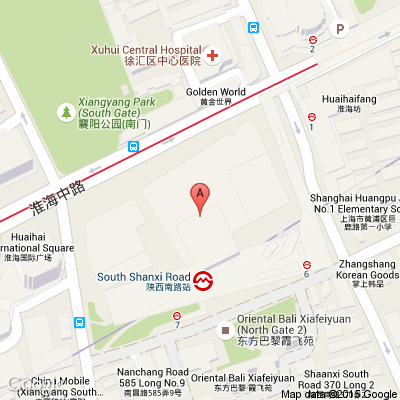 2
P
Xuhui Central Hospital
徐汇区中心医院
Golden World
黄金世界
Huaihaifang
淮海坊
1
Xiangyang Park
(South Gate)
襄阳公园(南门)
淮海中路
A
Shanghai Huangpu
No.1 Elementary Sc
上海市黄浦区巨
鹿路第一小学
Huaihai
ernational Square
淮海国际广场
Zhangshang
Korean Goods
掌上韩品
South Shanxi Road
陕西南路站
6
5
Oriental Bali Xiafeiyuan
(North Gate 2)
东方巴黎霞飞苑
Nanchang Road
585 Long No.9
南昌路585弄9号
China Mobile
(Xiangyang South...
Oriental Bali Xiafeiyuan
东方巴黎·霞飞苑
Shaanxi South
Road 370 Long 2
Map data ©2015